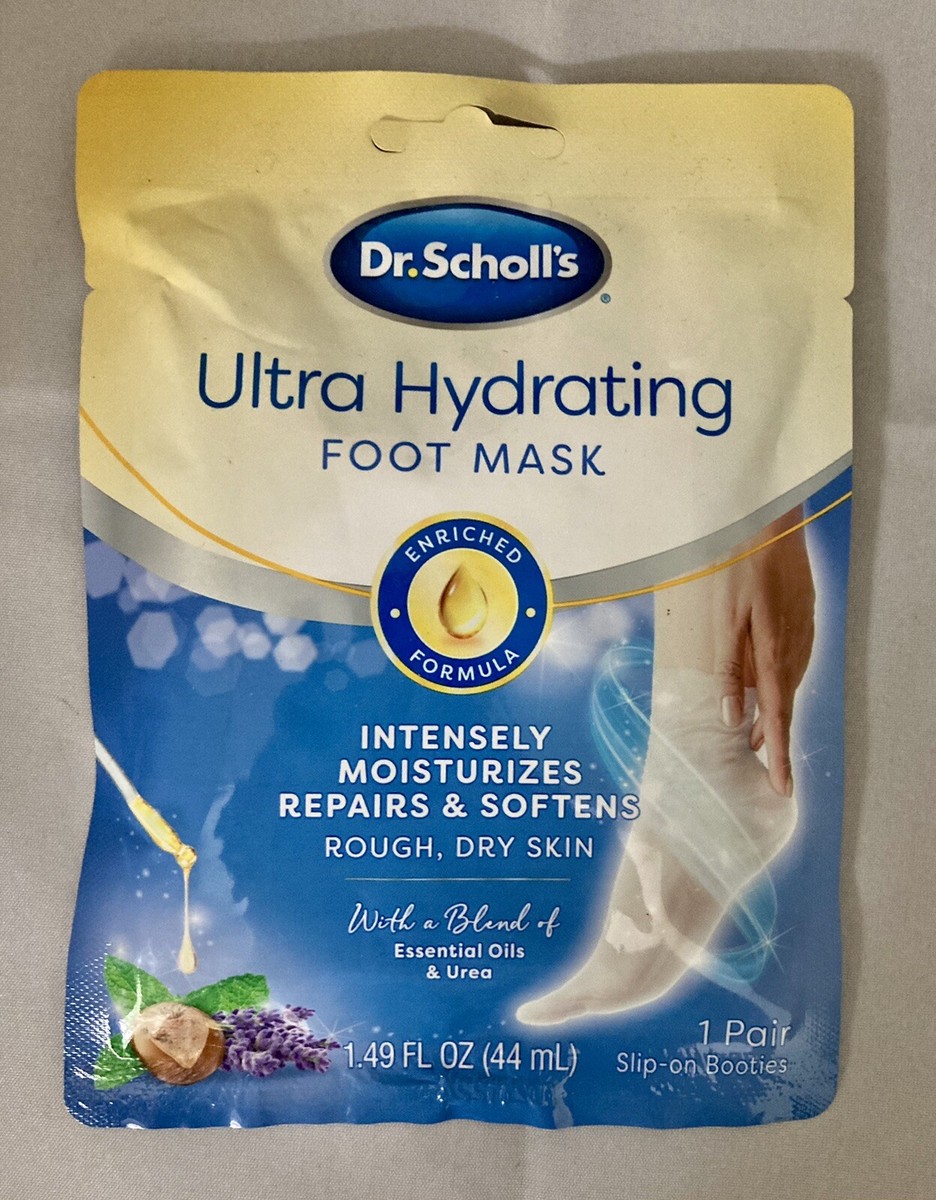 Dr. Scholl's
®
Ultra Hydrating
FOOT MASK
ENRICHED
FORMULA
INTENSELY
MOISTURIZES
REPAIRS & SOFTENS
ROUGH, DRY SKIN
With a Blend of
Essential Oils
& Urea
1 Pair
1.49 FL OZ (44 mL)
Slip-on Booties